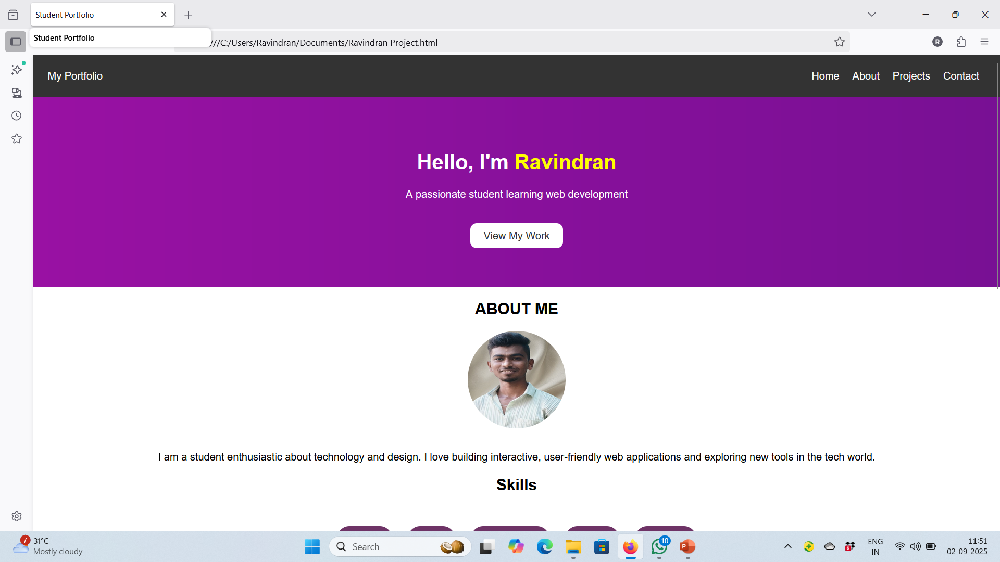 Student Portfolio
Student Portfolio
///C:/Users/Ravindran/Documents/Ravindran Project.html
R
My Portfolio
Home About Projects Contact
Hello, I'm Ravindran
A passionate student learning web development
View My Work
ABOUT ME
I am a student enthusiastic about technology and design. I love building interactive, user-friendly web applications and exploring new tools in the tech world.
Skills
7
31°C
Mostly cloudy
Search
10
P
6
ENG
IN
11:51
02-09-2025